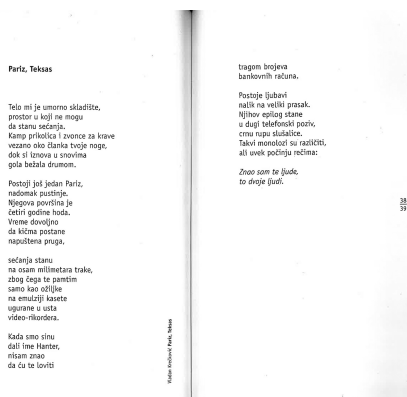 Pariz, Teksas
Telo mi je umorno skladište,
prostor u koji ne mogu
da stanu sećanja.
Kamp prikolica i zvonce za krave
vezano oko članka tvoje noge,
dok si iznova u snovima
gola bežala drumom.
Postoji još jedan Pariz,
nadomak pustinje.
Njegova površina je
četiri godine hoda.
Vreme dovoljno
da kičma postane
napuštena pruga,
sećanja stanu
na osam milimetara trake,
zbog čega te pamtim
samo kao ožiljke
na emulziji kasete
ugurane u usta
video-rikordera.
Kada smo sinu
dali ime Hanter,
nisam znao
da ću te loviti
Pariz, Teksas
tragom brojeva
bankovnih računa.
Postoje ljubavi
nalik na veliki prasak.
Njihov epilog stane
u dugi telefonski poziv,
crnu rupu slušalice.
Takvi monolozi su različiti,
ali uvek počinju rečima:
Znao sam te ljude,
to dvoje ljudi.
38
39